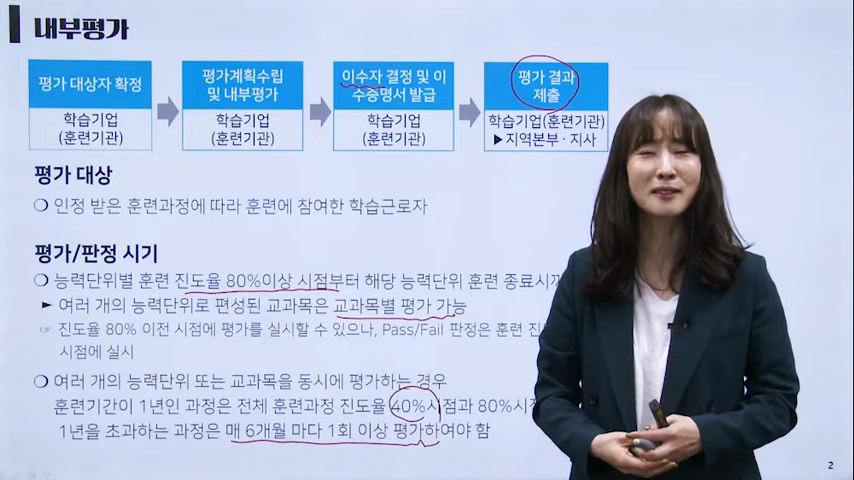 내부평가
평가 대상자 확정
학습기업
(훈련기관)
평가계획수립
및 내부평가
학습기업
(훈련기관)
이수자 결정 및 이
수증명서 발급
학습기업
(훈련기관)
평가 결과
제출
학습기업(훈련기관)
▶지역본부·지사
평가 대상
❍ 인정 받은 훈련과정에 따라 훈련에 참여한 학습근로자
평가/판정 시기
❍ 능력단위별 훈련 진도율 80%이상 시점부터 해당 능력단위 훈련 종료시까
► 여러 개의 능력단위로 편성된 교과목은 교과목별 평가 가능
☞ 진도율 80% 이전 시점에 평가를 실시할 수 있으나, Pass/Fail 판정은 훈련
시점에 실시
❍ 여러 개의 능력단위 또는 교과목을 동시에 평가하는 경우
훈련기간이 1년인 과정은 전체 훈련과정 진도율 40%시점과 80%시
1년을 초과하는 과정은 매 6개월 마다 1회 이상 평가하여야 함
2